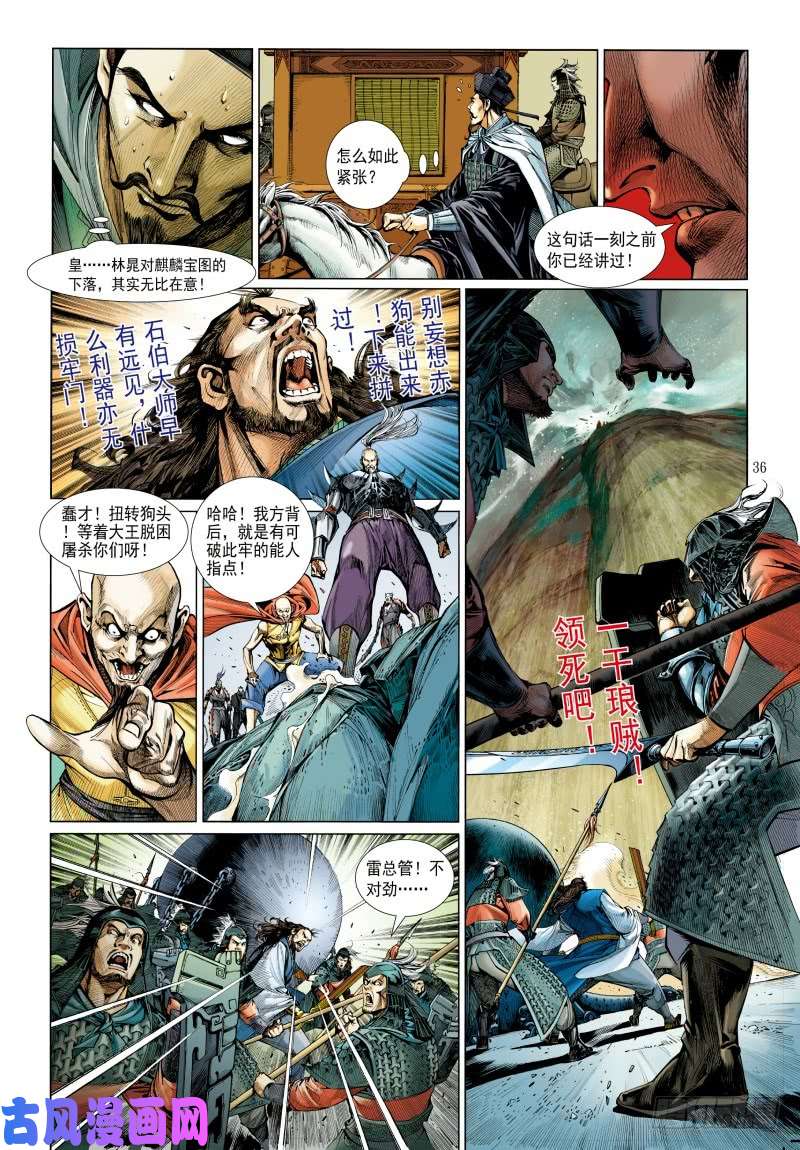 怎么如此
紧张？
这句话一刻之前
你已经讲过！
皇……林晁对麒麟宝图的
下落，其实无比在意！
别妄想赤
狗能出来
！下来拼
过！
石伯大师早
有远见，什
么利器亦无
损牢门！
36
蠢才！扭转狗头
！等着大王脱困
屠杀你们呀！
哈哈！我方背
后，就是有可
破此牢的能人
指点！
一干琅贼！
领死吧！
雷总管！不
对劲……
古风漫画网